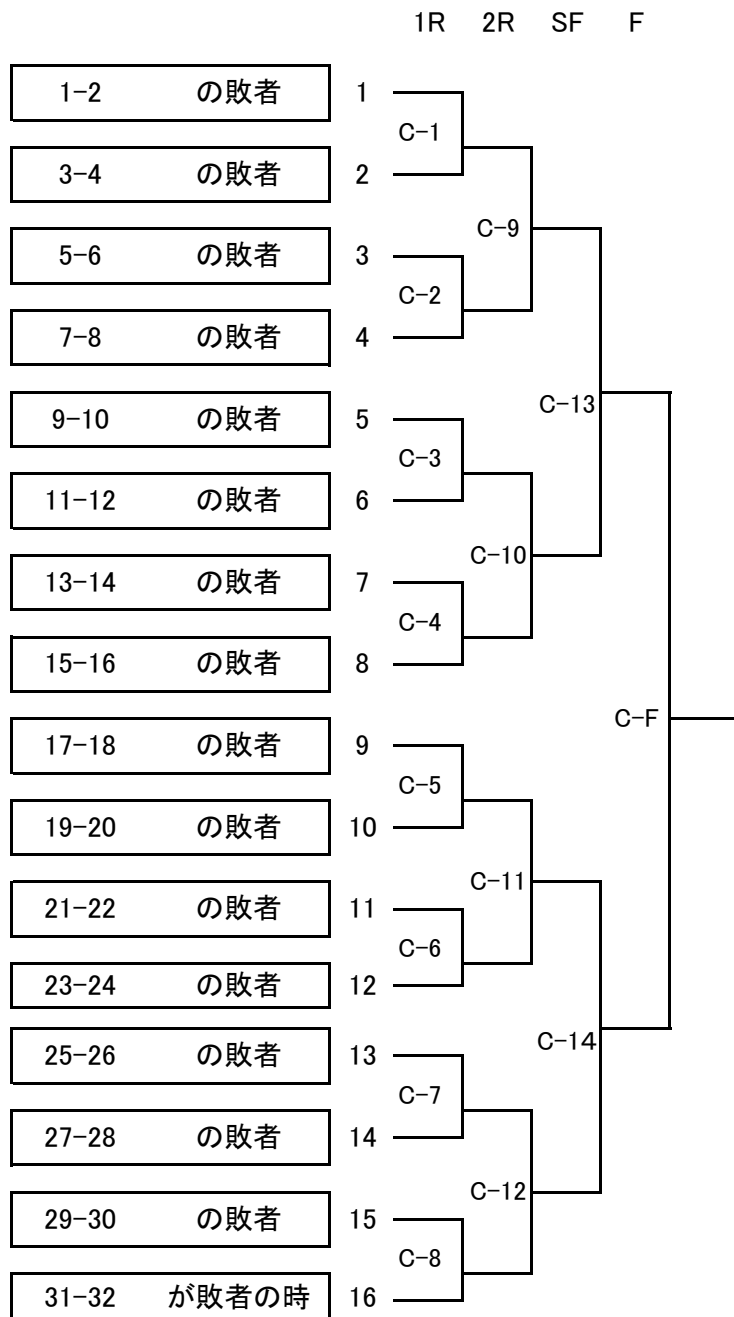 1R 2R SF F
1-2 の敗者 1
C-1
3-4 の敗者 2
C-9
5-6 の敗者 3
C-2
7-8 の敗者 4
C-13
9-10 の敗者 5
C-3
11-12 の敗者 6
C-10
13-14 の敗者 7
C-4
15-16 の敗者 8
C-F
17-18 の敗者 9
C-5
19-20 の敗者 10
C-11
21-22 の敗者 11
C-6
23-24 の敗者 12
C-14
25-26 の敗者 13
C-7
27-28 の敗者 14
C-12
29-30 の敗者 15
C-8
31-32 が敗者の時 16